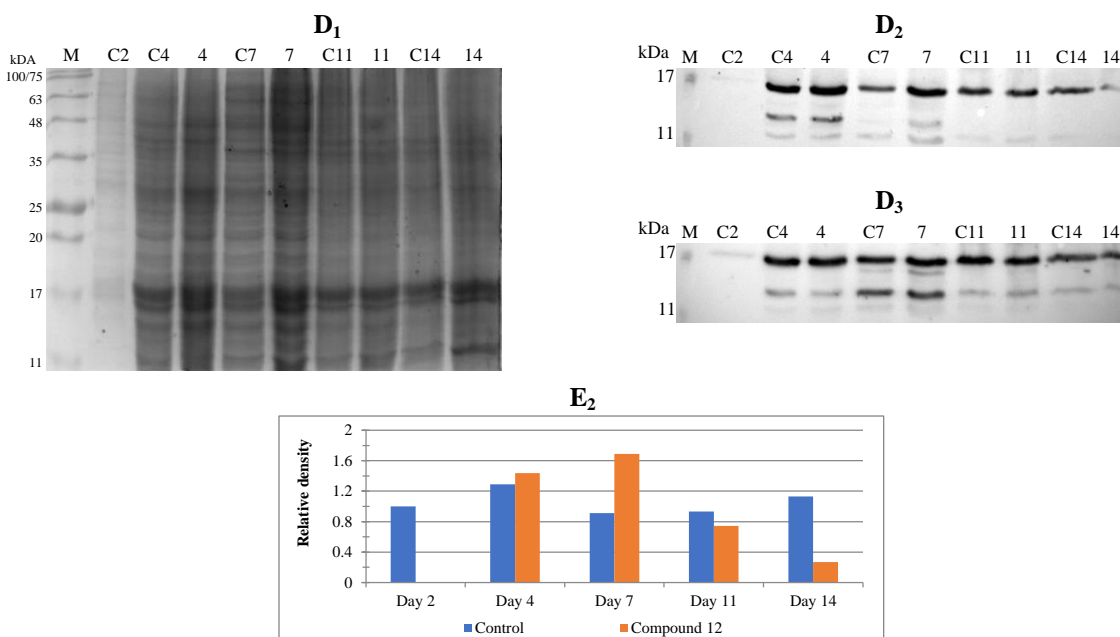 D1
kDa M C2 C4 4 C7 7 C11 11 C14 14
100/75
63
48
35
25
20
17
11
D2
kDa M C2 C4 4 C7 7 C11 11 C14 14
17
11
D3
kDa M C2 C4 4 C7 7 C11 11 C14 14
17
11
E2
Relative density
2
1.6
1.2
0.8
0.4
0
Day 2 Day 4 Day 7 Day 11 Day 14
Control Compound 12